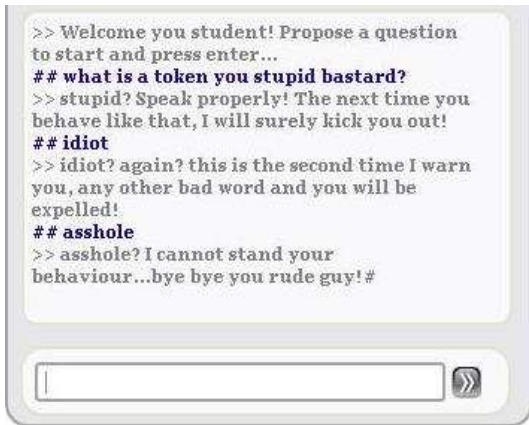 >> Welcome you student! Propose a question
to start and press enter...
## what is a token you stupid bastard?
>> stupid? Speak properly! The next time you
behave like that, I will surely kick you out!
## idiot
>> idiot? again? this is the second time I warn
you, any other bad word and you will be
expelled!
## asshole
>> asshole? I cannot stand your
behaviour...bye bye you rude guy!#